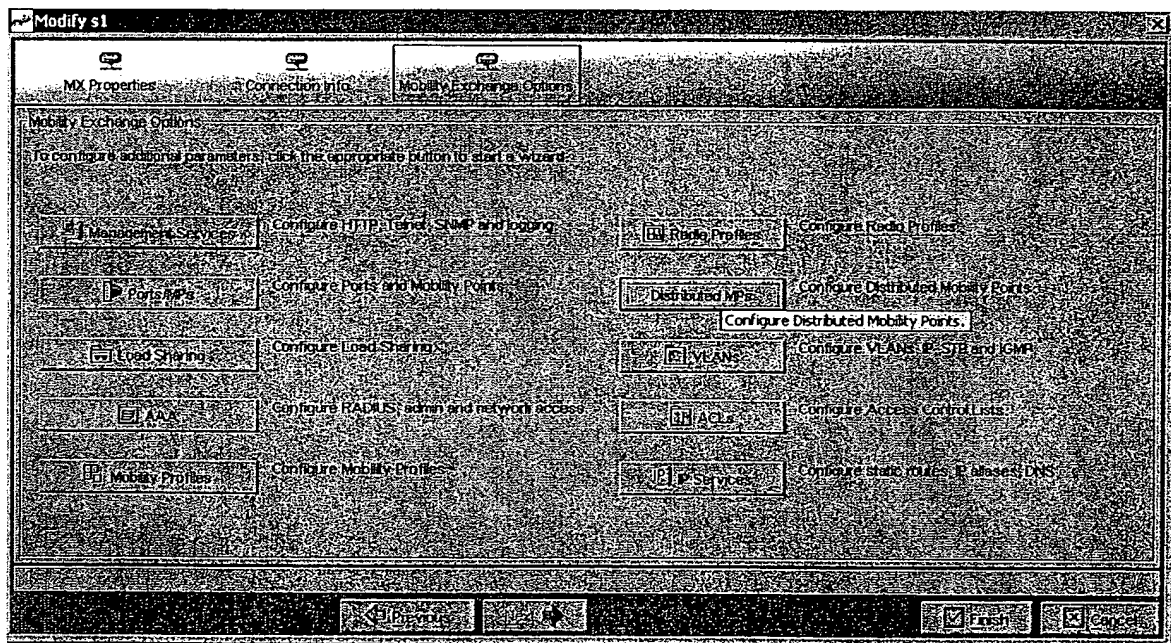 Modify s1
MX Properties
Connection Info
Mobility Exchange Options
Mobility Exchange Options
To configure additional parameters, click the appropriate button to start a wizard.
Management Services
Configure HTTP, Telnet, SNMP and logging
Radio Profiles
Configure Radio Profiles
Ports/MPs
Configure Ports and Mobility Points
Distributed MPs
Configure Distributed Mobility Points
Configure Distributed Mobility Points.
Load Sharing
Configure Load Sharing
VLANs
Configure VLANs, IP, STP and IGMP
AAA
Configure RADIUS, admin and network access
ACLs
Configure Access Control Lists
Mobility Profiles
Configure Mobility Profiles
IP Services
Configure static routes, IP aliases, DNS
Previous
Finish
Cancel